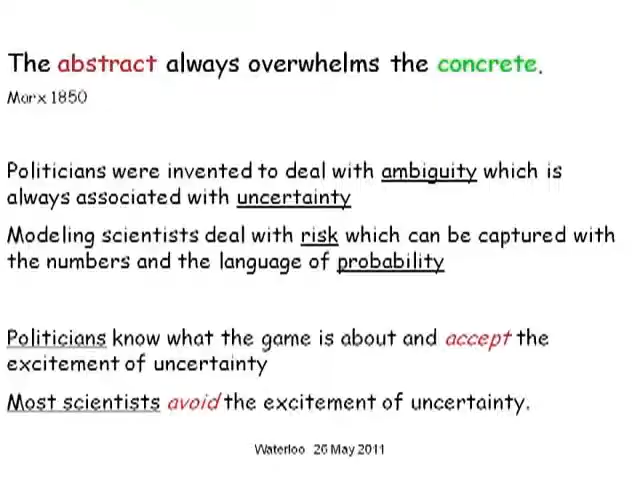 The abstract always overwhelms the concrete.
Marx 1850
Politicians were invented to deal with ambiguity which is
always associated with uncertainty
Modeling scientists deal with risk which can be captured with
the numbers and the language of probability
Politicians know what the game is about and accept the
excitement of uncertainty
Most scientists avoid the excitement of uncertainty.
Waterloo 26 May 2011